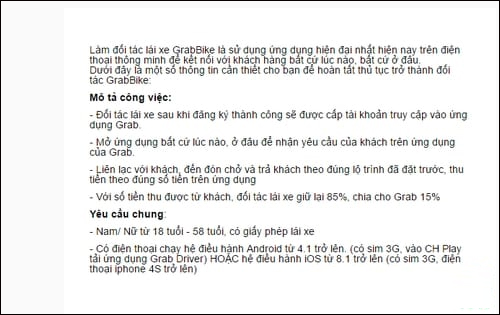 Làm đối tác lái xe GrabBike là sử dụng ứng dụng hiện đại nhất hiện nay trên điện
thoại thông minh để kết nối với khách hàng bất cứ lúc nào, bất cứ ở đâu.
Dưới đây là một số thông tin cần thiết cho bạn để hoàn tất thủ tục trở thành đối
tác GrabBike:
Mô tả công việc:
- Đối tác lái xe sau khi đăng ký thành công sẽ được cấp tài khoản truy cập vào ứng
dụng Grab.
- Mở ứng dụng bất cứ lúc nào, ở đâu để nhận yêu cầu của khách trên ứng dụng
của Grab.
- Liên lạc với khách, đến đón chở và trả khách theo đúng lộ trình đã đặt trước, thu
tiền theo đúng số tiền trên ứng dụng
- Với số tiền thu được từ khách, đối tác lái xe giữ lại 85%, chia cho Grab 15%
Yêu cầu chung:
- Nam/ Nữ từ 18 tuổi - 58 tuổi, có giấy phép lái xe
- Có điện thoại chạy hệ điều hành Android từ 4.1 trở lên. (có sim 3G, vào CH Play
tải ứng dụng Grab Driver) HOẶC hệ điều hành iOS từ 8.1 trở lên (có sim 3G, điện
thoại iphone 4S trở lên)